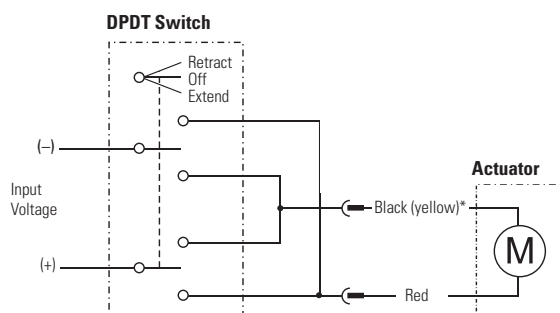 DPDT Switch
Retract
Off
Extend
(–)
Input
Voltage
(+)
Actuator
Black (yellow)*
M
Red